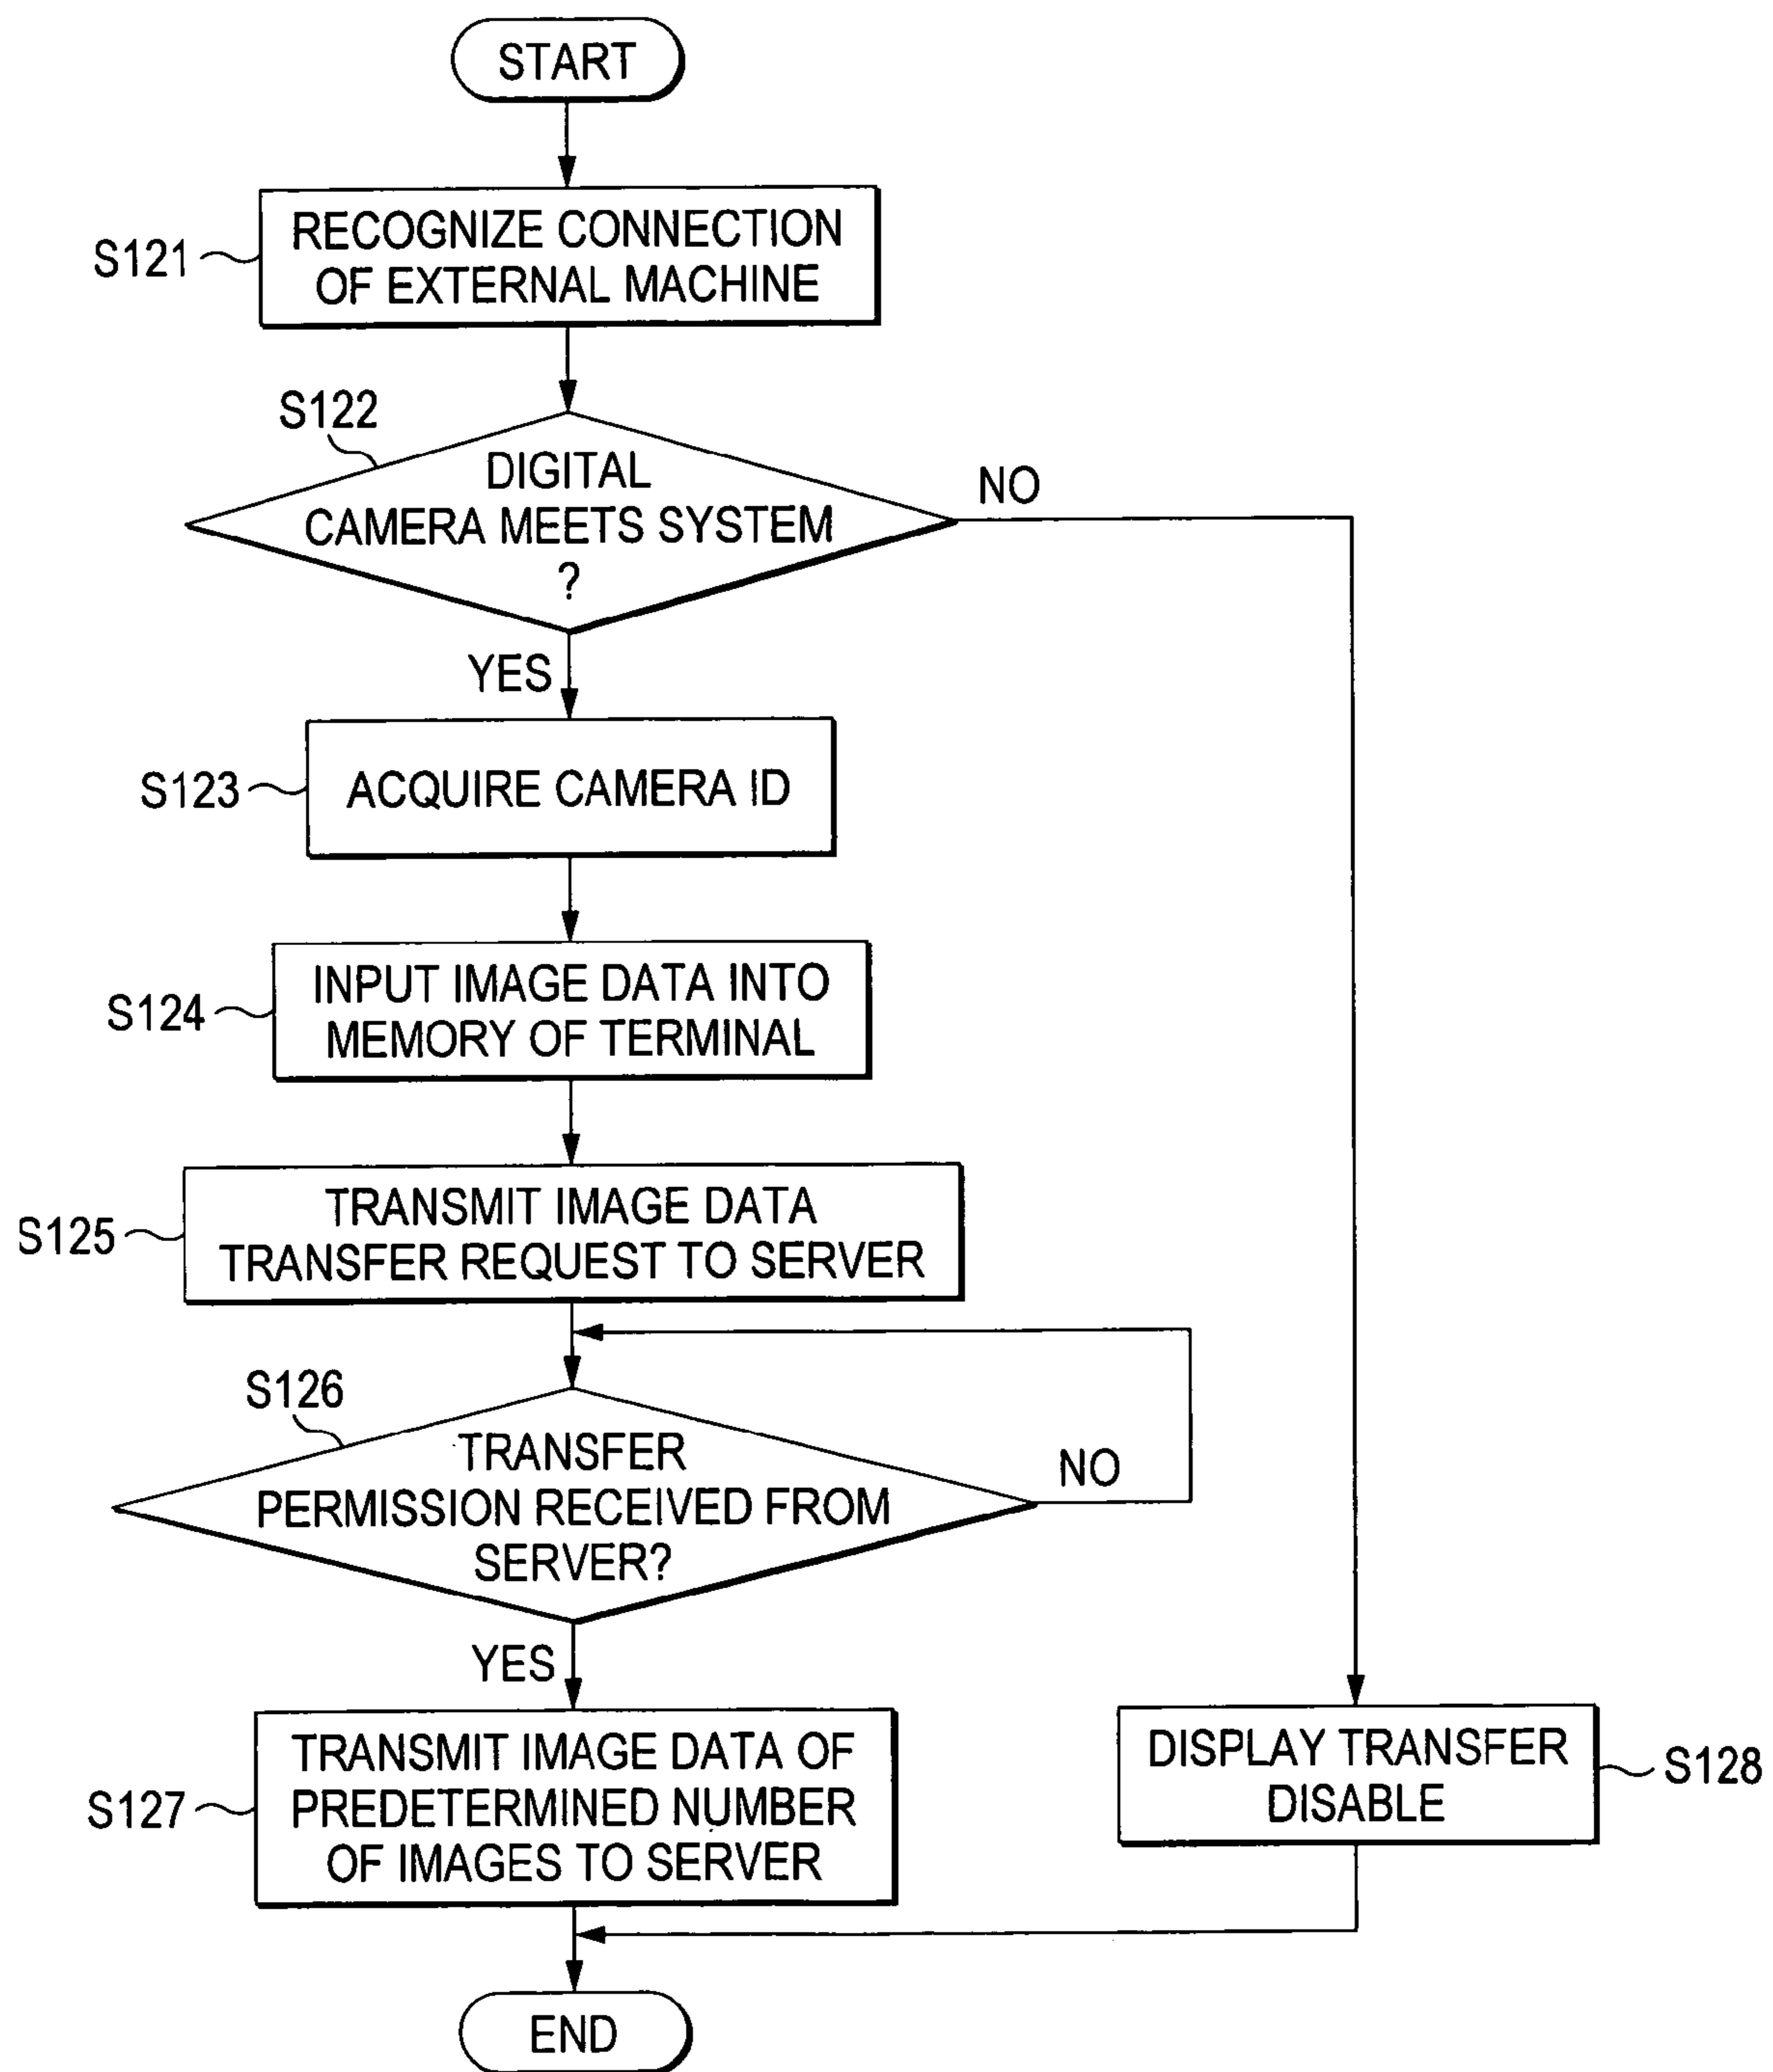 START
S121
RECOGNIZE CONNECTION
OF EXTERNAL MACHINE
S122
DIGITAL
CAMERA MEETS SYSTEM
?
NO
YES
S123
ACQUIRE CAMERA ID
S124
INPUT IMAGE DATA INTO
MEMORY OF TERMINAL
S125
TRANSMIT IMAGE DATA
TRANSFER REQUEST TO SERVER
S126
TRANSFER
PERMISSION RECEIVED FROM
SERVER?
NO
YES
S127
TRANSMIT IMAGE DATA OF
PREDETERMINED NUMBER
OF IMAGES TO SERVER
DISPLAY TRANSFER
DISABLE
S128
END